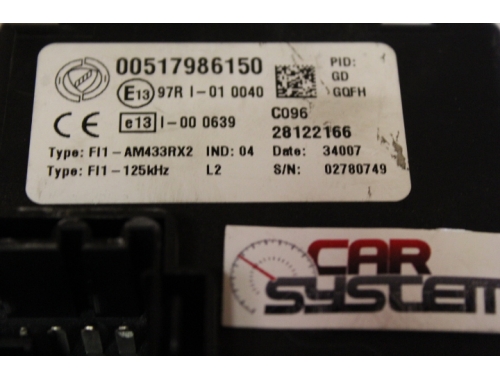 00517986150
PID:
GD
GQFH
E13 97R I-01 0040
C096
28122166
CE e13 I-00 0639
Type: FI1-AM433RX2 IND: 04 Date: 34007
Type: FI1-125kHz L2 S/N: 02780749
CAR
SYSTEM